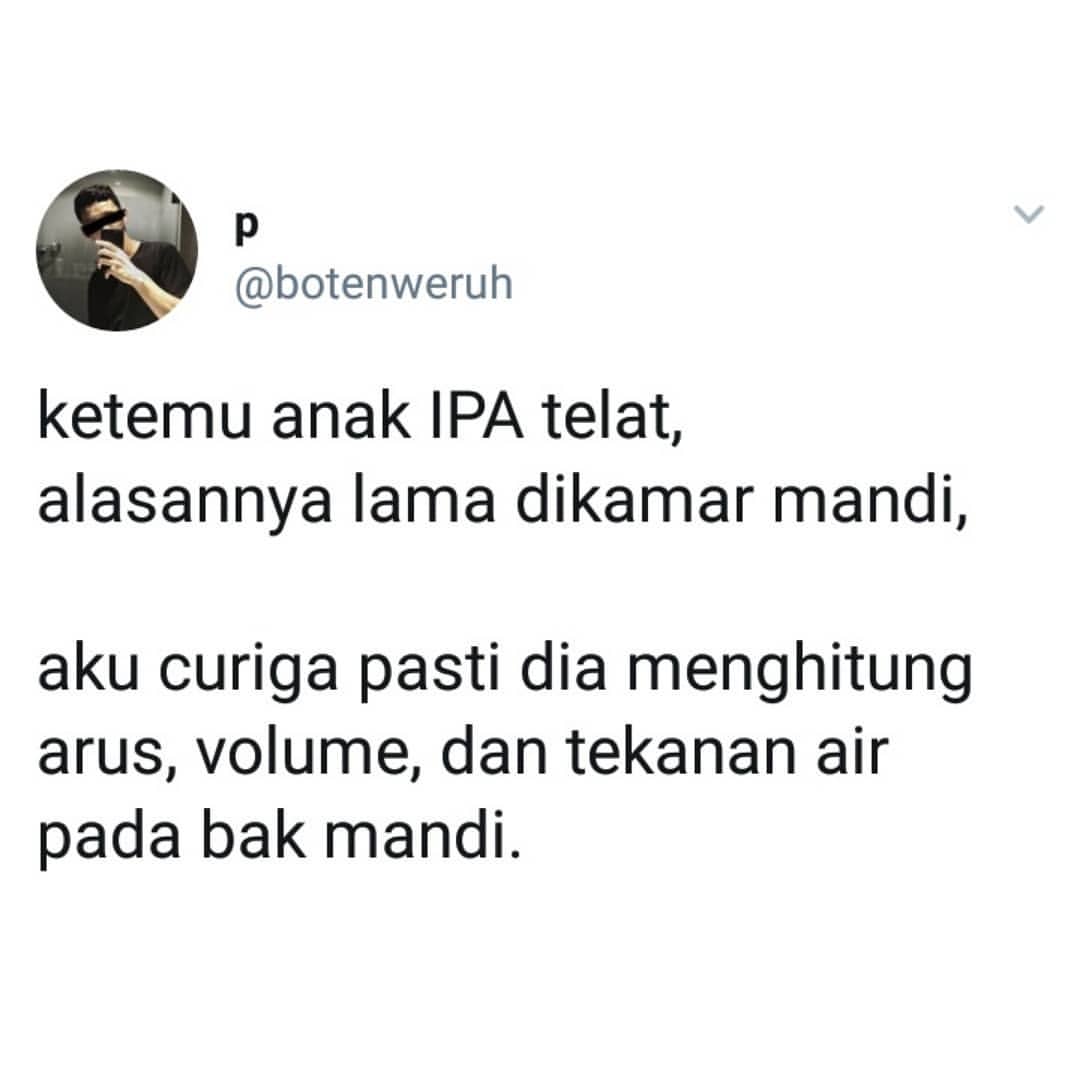 p
@botenweruh
ketemu anak IPA telat,
alasannya lama dikamar mandi,
aku curiga pasti dia menghitung
arus, volume, dan tekanan air
pada bak mandi.